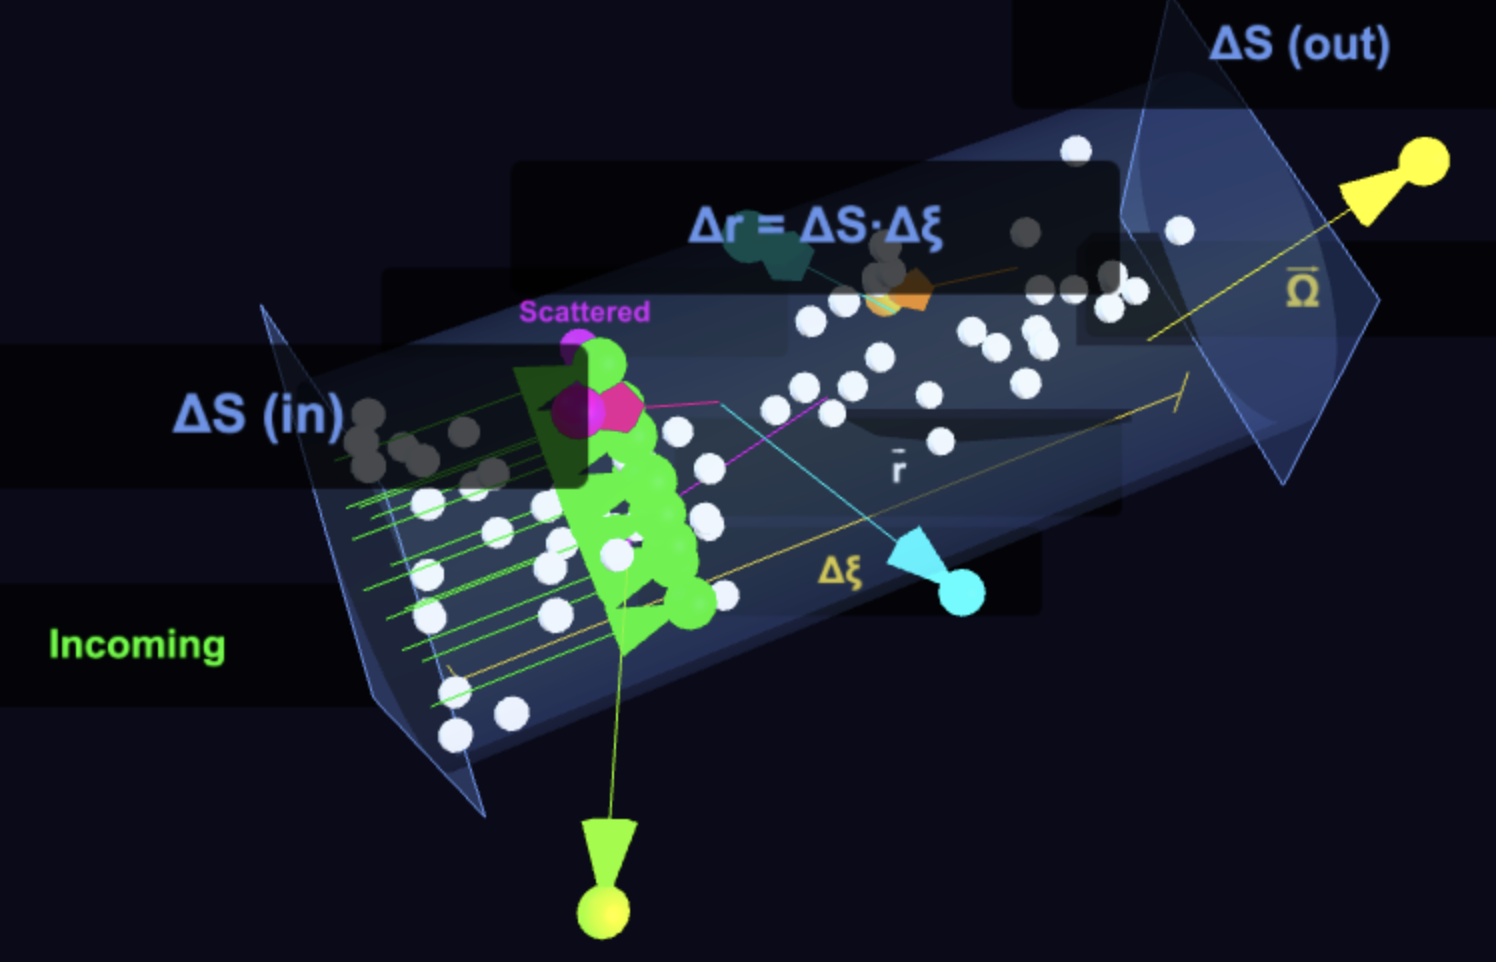 ΔS (out)
Δr = ΔS·Δξ
Ω⃗
Scattered
ΔS (in)
r̄
Δξ
Incoming